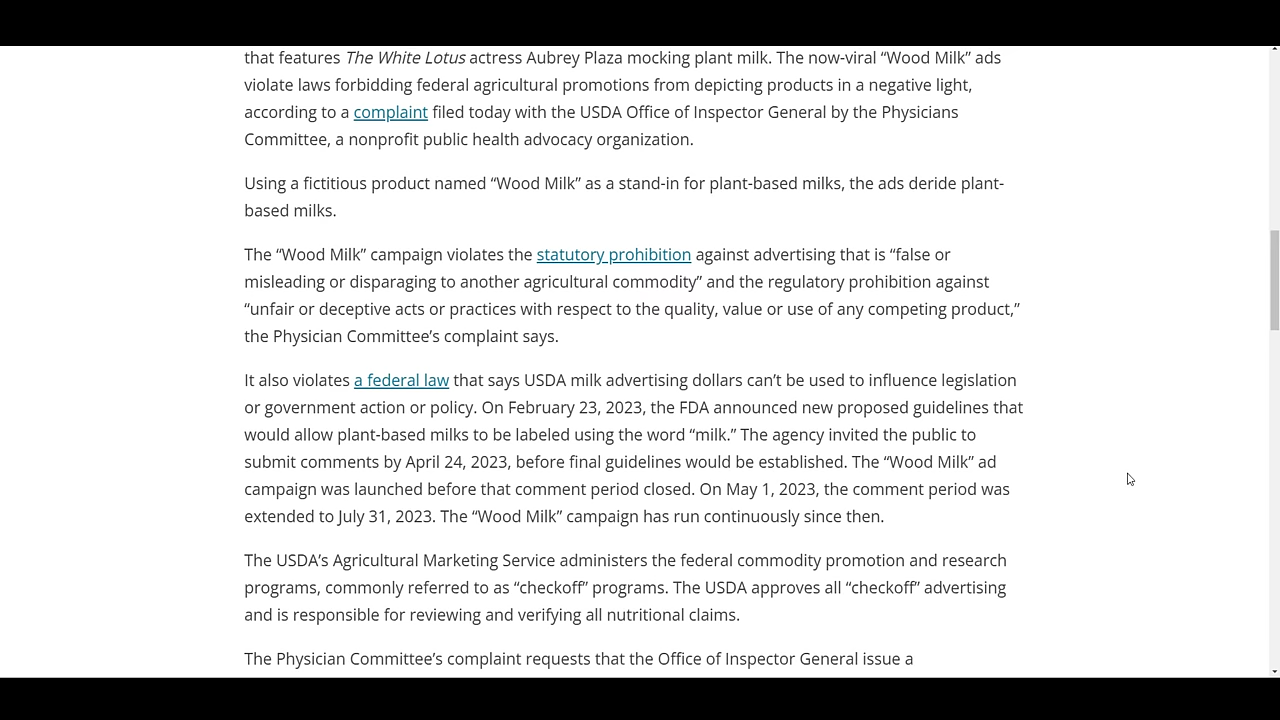 that features The White Lotus actress Aubrey Plaza mocking plant milk. The now-viral “Wood Milk” ads
violate laws forbidding federal agricultural promotions from depicting products in a negative light,
according to a complaint filed today with the USDA Office of Inspector General by the Physicians
Committee, a nonprofit public health advocacy organization.
Using a fictitious product named “Wood Milk” as a stand-in for plant-based milks, the ads deride plant-
based milks.
The “Wood Milk” campaign violates the statutory prohibition against advertising that is “false or
misleading or disparaging to another agricultural commodity” and the regulatory prohibition against
“unfair or deceptive acts or practices with respect to the quality, value or use of any competing product,”
the Physician Committee’s complaint says.
It also violates a federal law that says USDA milk advertising dollars can’t be used to influence legislation
or government action or policy. On February 23, 2023, the FDA announced new proposed guidelines that
would allow plant-based milks to be labeled using the word “milk.” The agency invited the public to
submit comments by April 24, 2023, before final guidelines would be established. The “Wood Milk” ad
campaign was launched before that comment period closed. On May 1, 2023, the comment period was
extended to July 31, 2023. The “Wood Milk” campaign has run continuously since then.
The USDA’s Agricultural Marketing Service administers the federal commodity promotion and research
programs, commonly referred to as “checkoff” programs. The USDA approves all “checkoff” advertising
and is responsible for reviewing and verifying all nutritional claims.
The Physician Committee’s complaint requests that the Office of Inspector General issue a